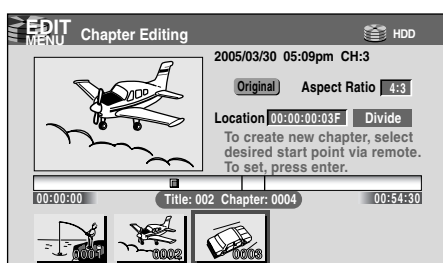 EDIT
MENU
Chapter Editing
HDD
2005/03/30 05:09pm CH:3
Original Aspect Ratio 4:3
Location 00:00:00:03F Divide
To create new chapter, select
desired start point via remote.
To set, press enter.
00:00:00 Title: 002 Chapter: 0004 00:54:30
0001 0002 0003